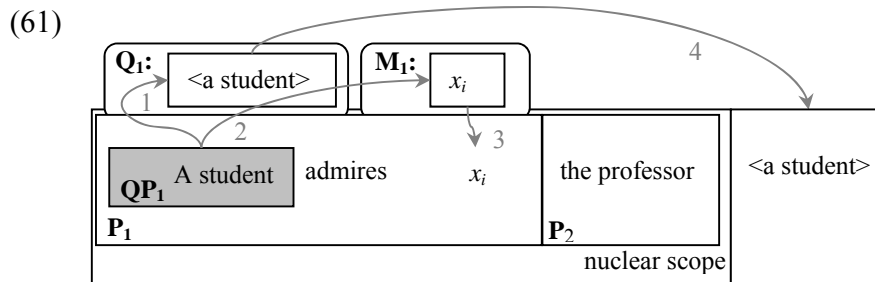 (61)
Q1: <a student> M1: xi 4
1 2 3
QP1 A student admires xi the professor <a student>
P1 P2
nuclear scope